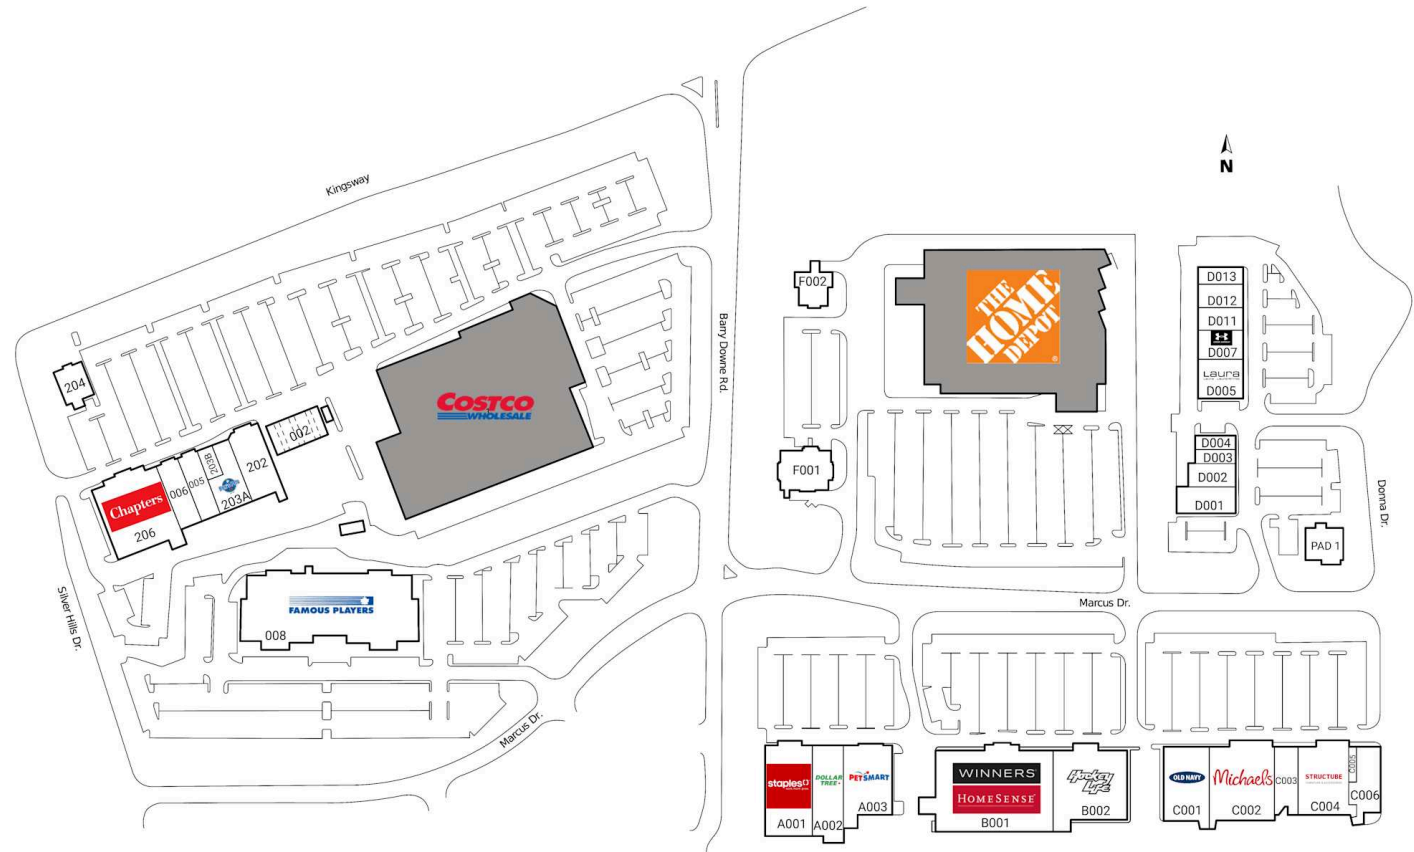 Kingsway
N
204
002
COSTCO
WHOLESALE
F002
Barry Downe Rd.
THE
HOME
DEPOT
D013
D012
D011
D007
Laura
D005
F001
D004
D003
D002
D001
Donna Dr.
PAD 1
Chapters
206
006
005
203B
203A
202
Silver Hills Dr.
FAMOUS PLAYERS
008
Marcus Dr.
Marcus Dr.
staples
A001
DOLLAR
TREE
A002
PETSMART
A003
WINNERS
HOMESENSE
B001
Hockey
Life
B002
OLD NAVY
C001
Michaels
C002
C003
STRUCTUBE
C004
C005
C006